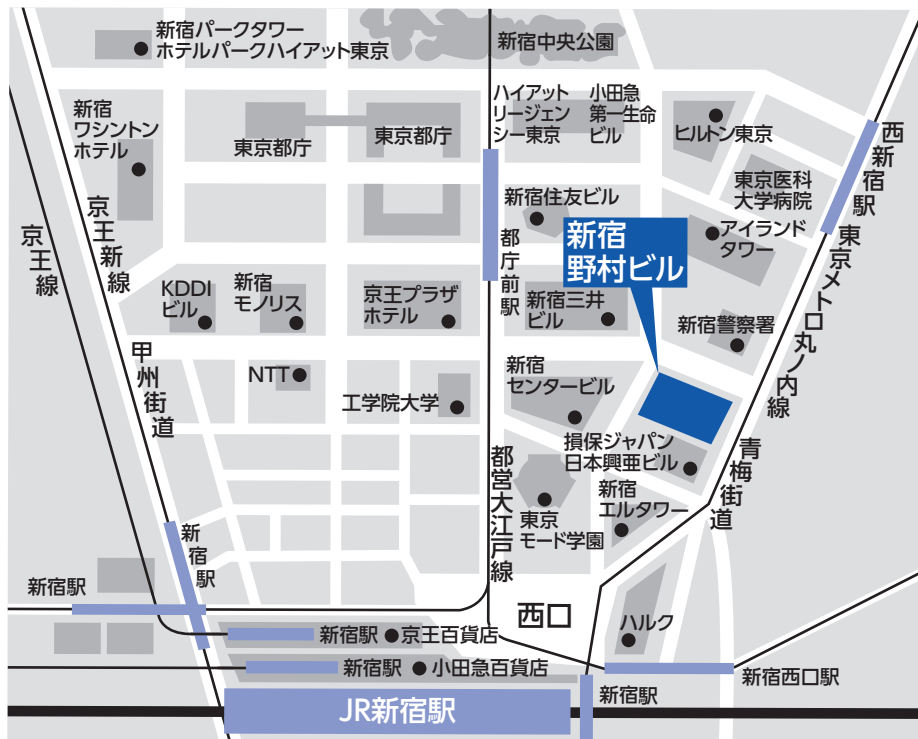 新宿パークタワー
ホテルパークハイアット東京
新宿中央公園
新宿
ワシントン
ホテル
東京都庁
東京都庁
ハイアット
リージェン
シー東京
小田急
第一生命
ビル
ヒルトン東京
西新宿駅
東京医科
大学病院
新宿住友ビル
アイランド
タワー
新宿
野村ビル
京王線
京王新線
都庁前駅
KDDI
ビル
新宿
モノリス
京王プラザ
ホテル
新宿三井
ビル
新宿警察署
東京メトロ丸ノ内線
甲州街道
NTT
工学院大学
新宿
センタービル
損保ジャパン
日本興亜ビル
青梅街道
都営大江戸線
東京
モード学園
新宿
エルタワー
新宿駅
新宿駅
西口
ハルク
新宿駅
京王百貨店
新宿駅
小田急百貨店
新宿西口駅
新宿駅
JR新宿駅